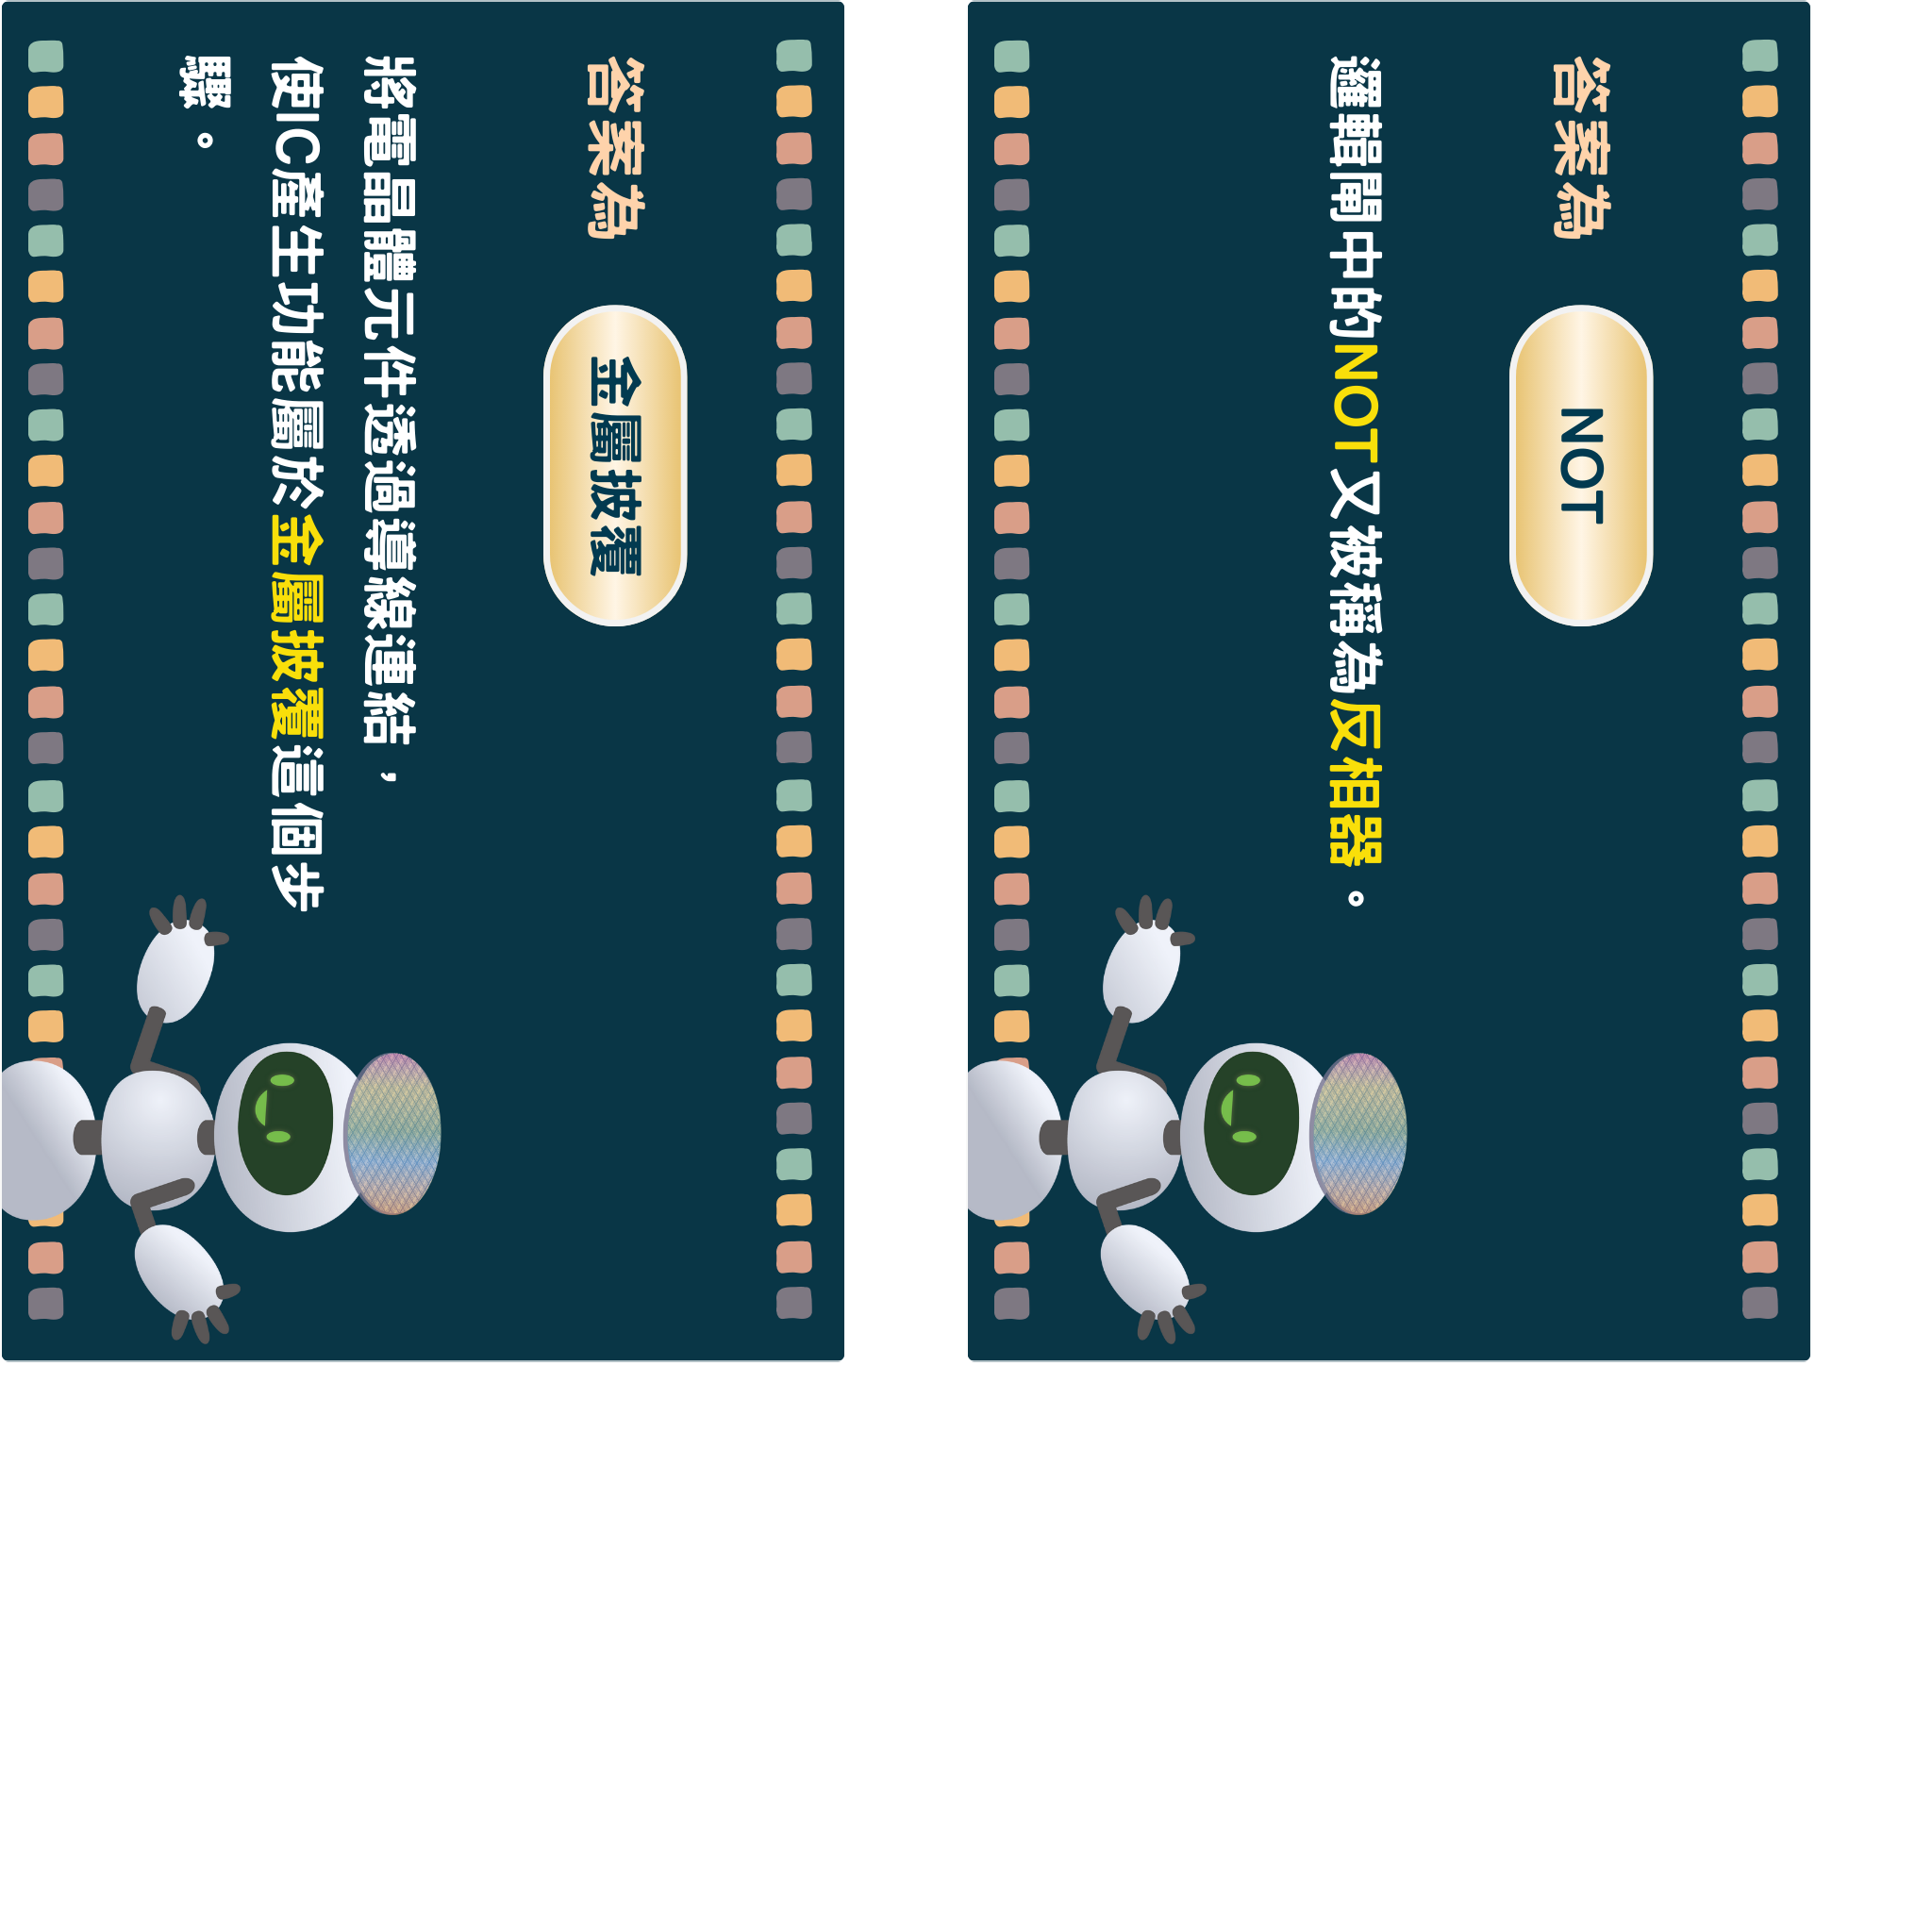 答案為
金屬披覆
將電晶體元件透過導線連結，
使IC產生功能屬於金屬披覆這個步
驟。
答案為
NOT
邏輯閘中的NOT又被稱為反相器。